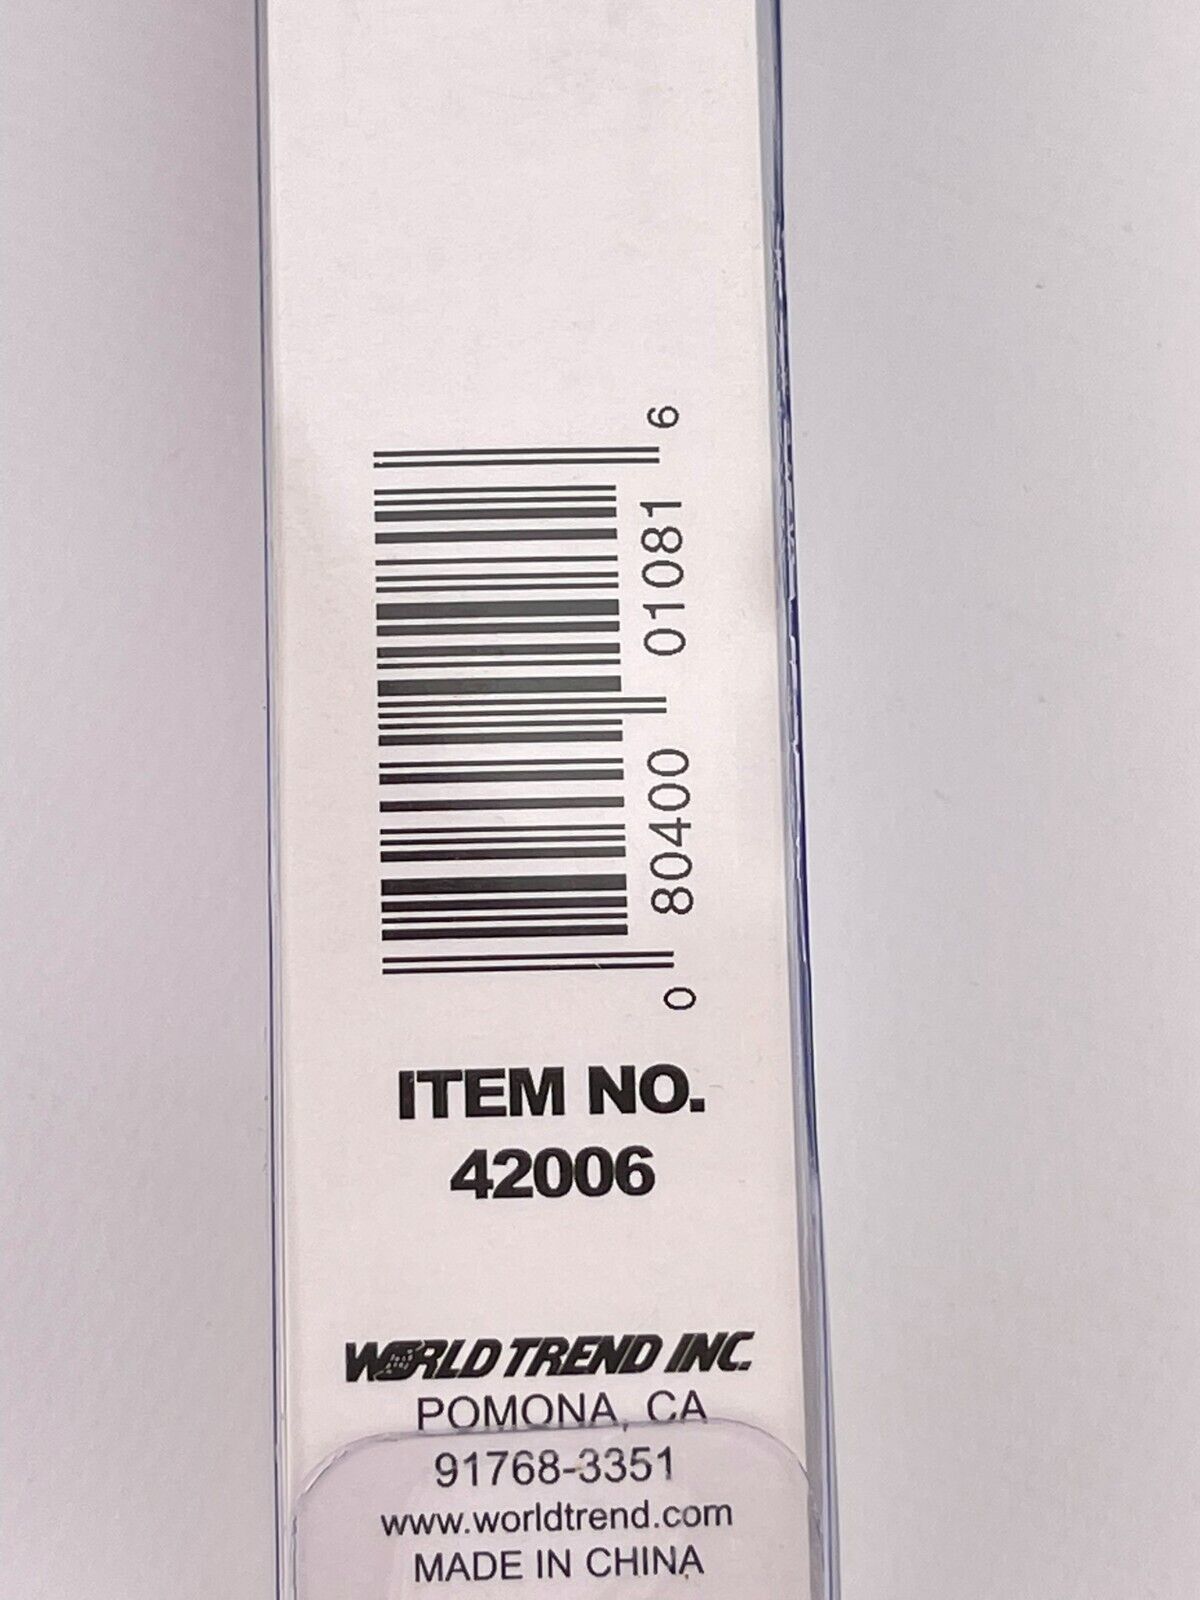 0 80400 01081 6
ITEM NO.
42006
WORLD TREND INC.
POMONA, CA
91768-3351
www.worldtrend.com
MADE IN CHINA